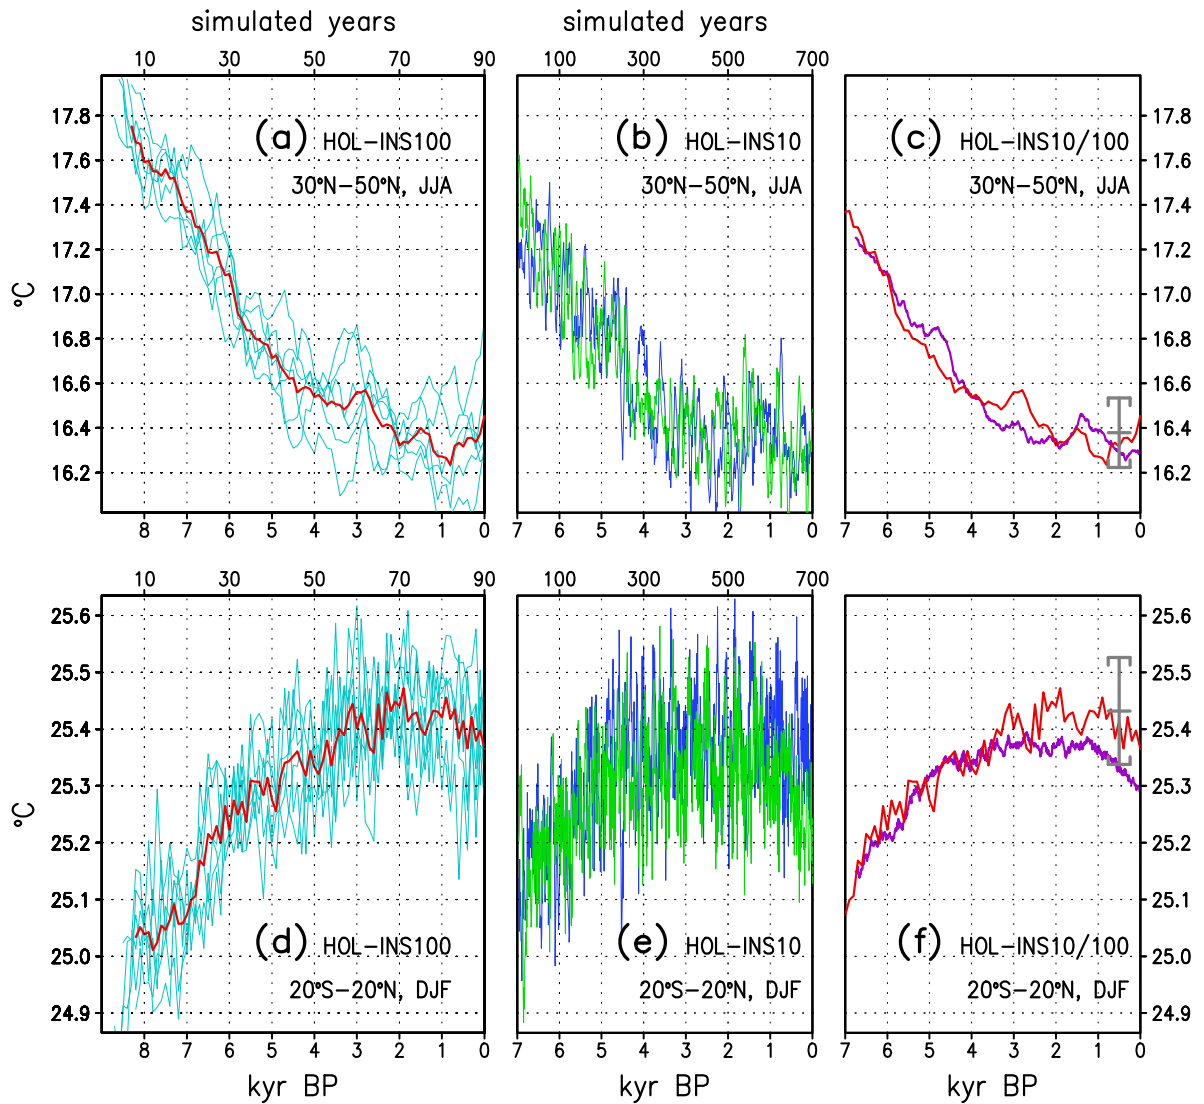 simulated years simulated years
10 30 50 70 90 100 300 500 700
17.8 17.8
(a) HOL-INS100 (b) HOL-INS10 (c) HOL-INS10/100
17.6 17.6
30°N-50°N, JJA 30°N-50°N, JJA 30°N-50°N, JJA
17.4 17.4
17.2 17.2
°C
17.0 17.0
16.8 16.8
16.6 16.6
16.4 16.4
16.2 16.2
8 7 6 5 4 3 2 1 0 7 6 5 4 3 2 1 0 7 6 5 4 3 2 1 0
10 30 50 70 90 100 300 500 700
25.6 25.6
25.5 25.5
25.4 25.4
25.3 25.3
°C
25.2 25.2
25.1 25.1
(d) HOL-INS100 (e) HOL-INS10 (f) HOL-INS10/100
25.0 25.0
20°S-20°N, DJF 20°S-20°N, DJF 20°S-20°N, DJF
24.9 24.9
8 7 6 5 4 3 2 1 0 7 6 5 4 3 2 1 0 7 6 5 4 3 2 1 0
kyr BP kyr BP kyr BP